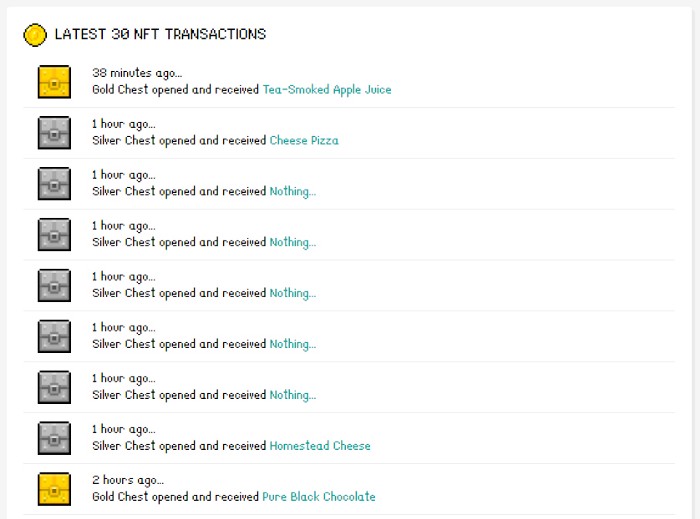 LATEST 30 NFT TRANSACTIONS
38 minutes ago...
Gold Chest opened and received Tea-Smoked Apple Juice
1 hour ago...
Silver Chest opened and received Cheese Pizza
1 hour ago...
Silver Chest opened and received Nothing...
1 hour ago...
Silver Chest opened and received Nothing...
1 hour ago...
Silver Chest opened and received Nothing...
1 hour ago...
Silver Chest opened and received Nothing...
1 hour ago...
Silver Chest opened and received Nothing...
1 hour ago...
Silver Chest opened and received Homestead Cheese
2 hours ago...
Gold Chest opened and received Pure Black Chocolate